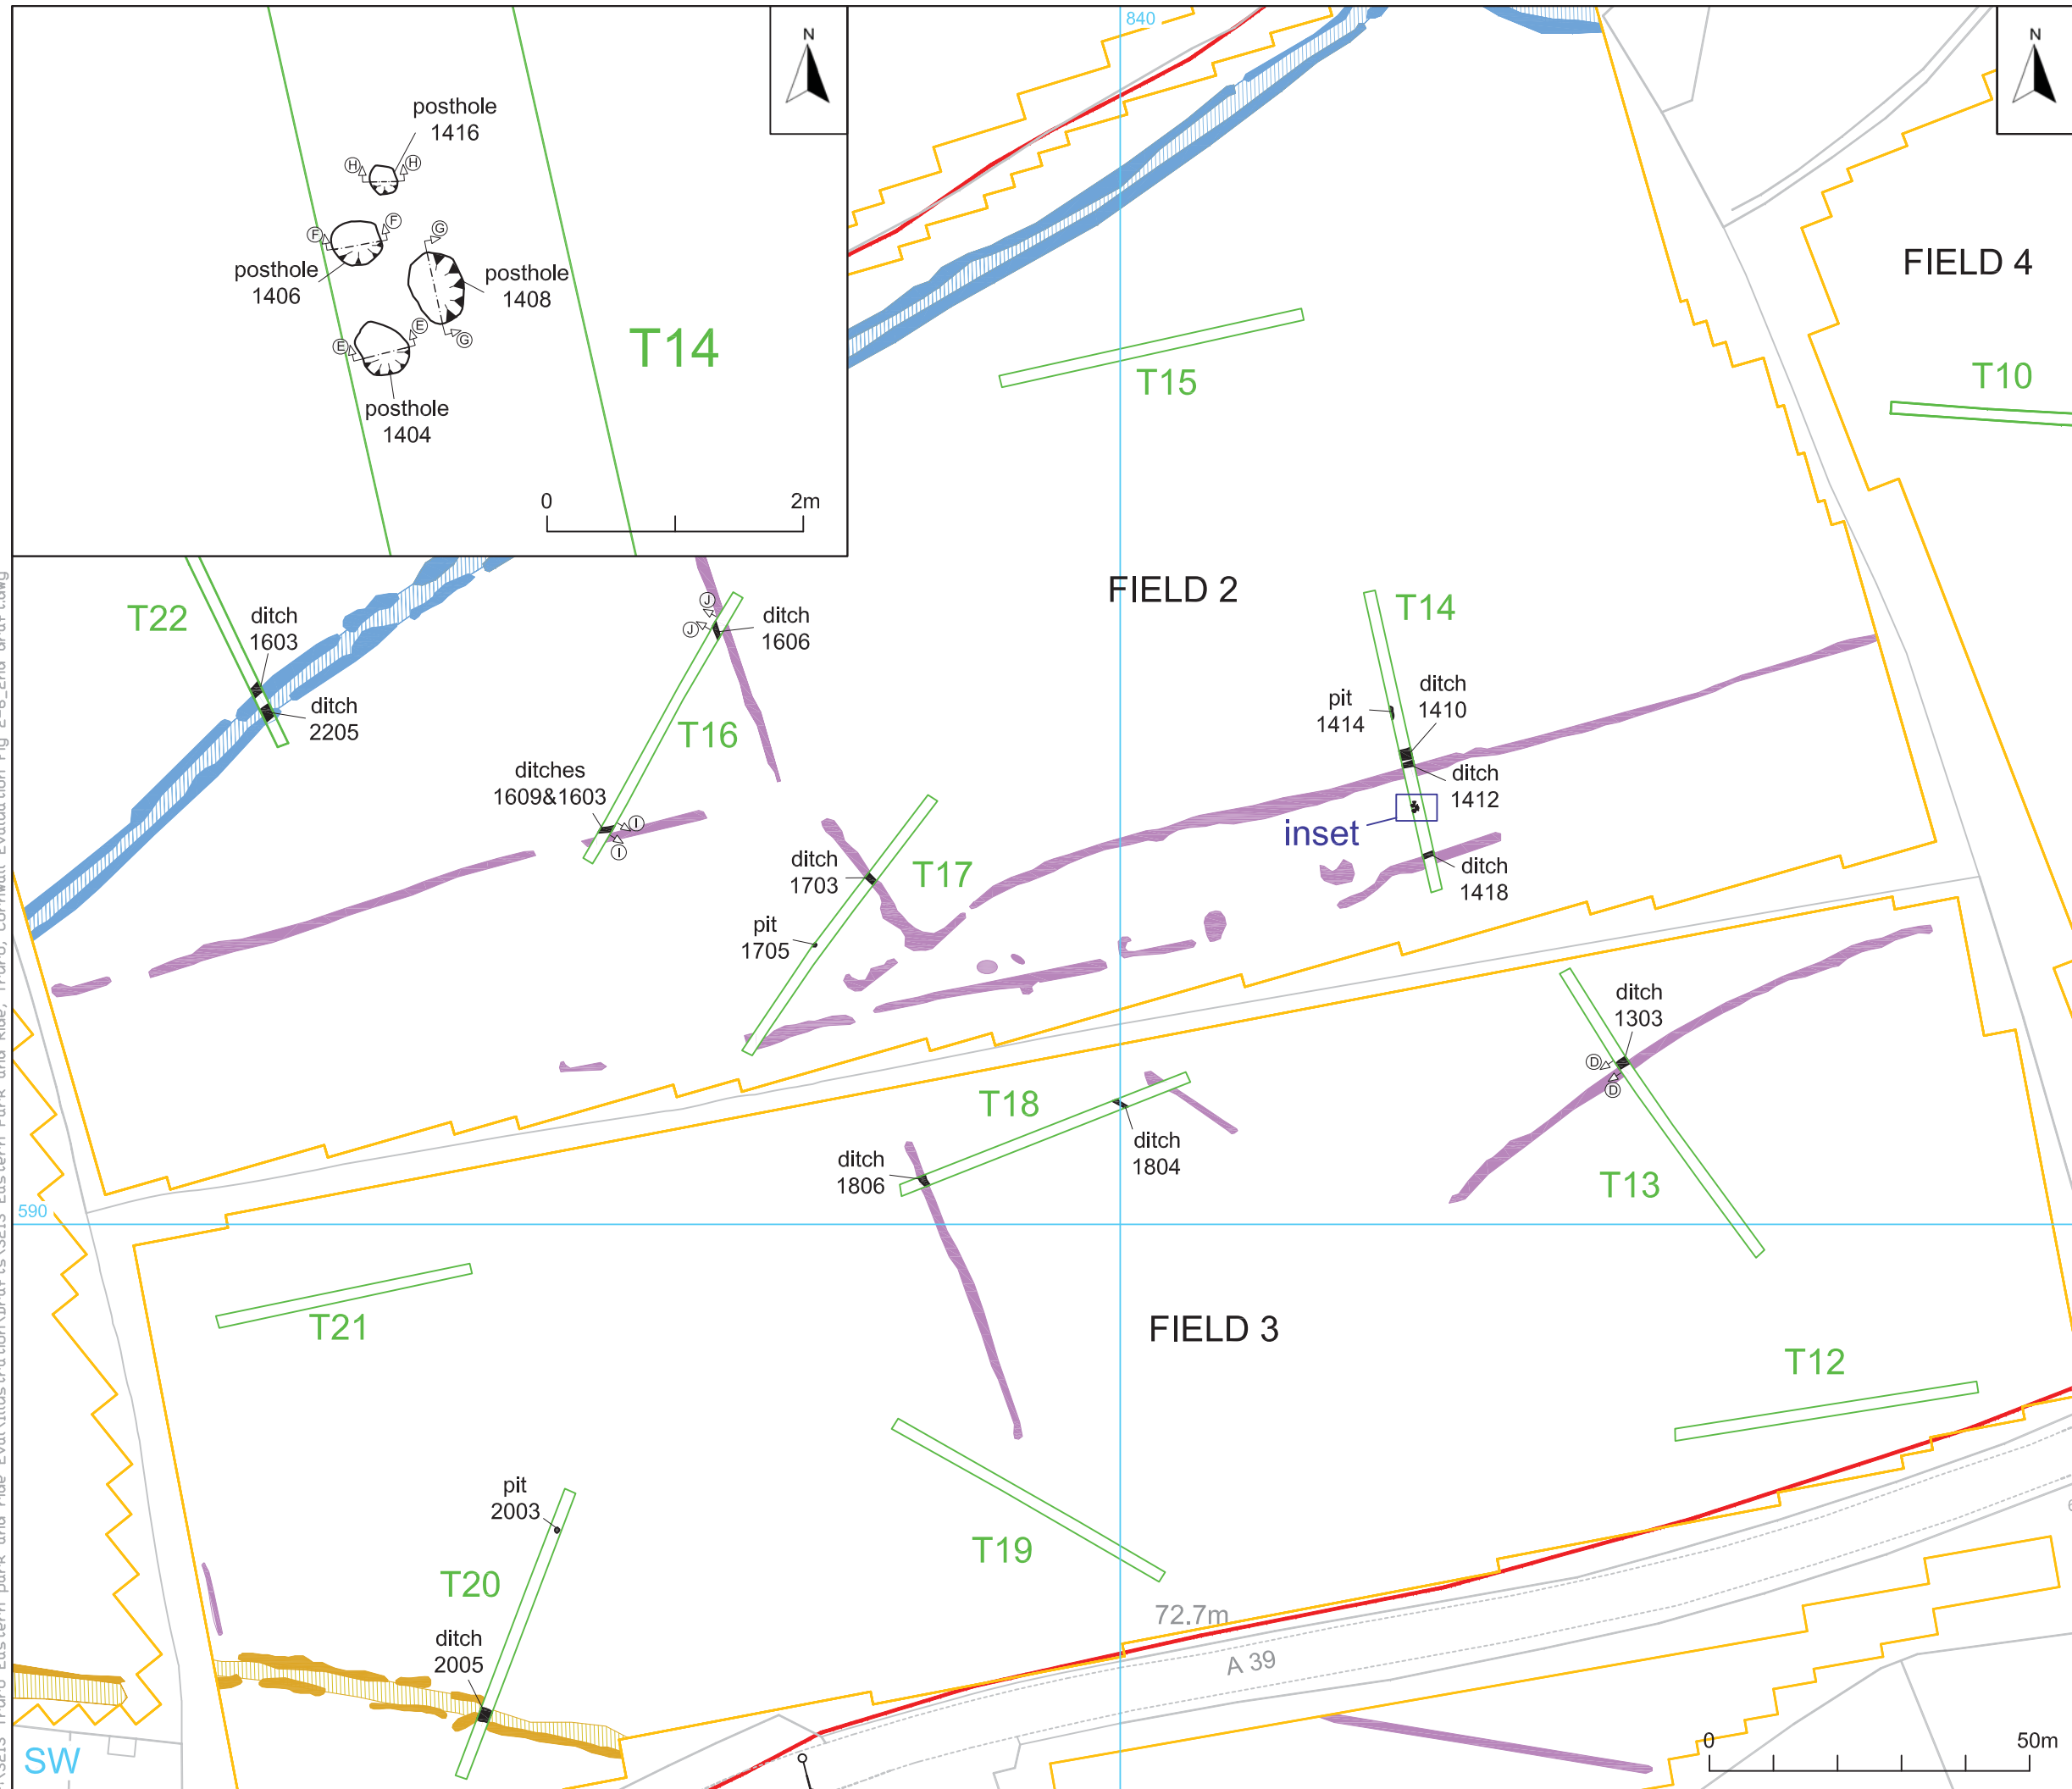 N
840
N
posthole
1416
H
H
F
F
G
posthole
1406
posthole
1408
E
E
G
T14
posthole
1404
0
2m
FIELD 4
T10
T15
FIELD 2
T22
ditch
1603
ditch
2205
J
J
ditch
1606
T16
ditches
1609&1603
I
I
T14
pit
1414
ditch
1410
ditch
1412
inset
ditch
1418
ditch
1703
T17
pit
1705
ditch
1303
D
D
T13
T18
ditch
1804
ditch
1806
590
T21
FIELD 3
T12
pit
2003
T20
T19
ditch
2005
72.7m
A 39
0
50m
SW